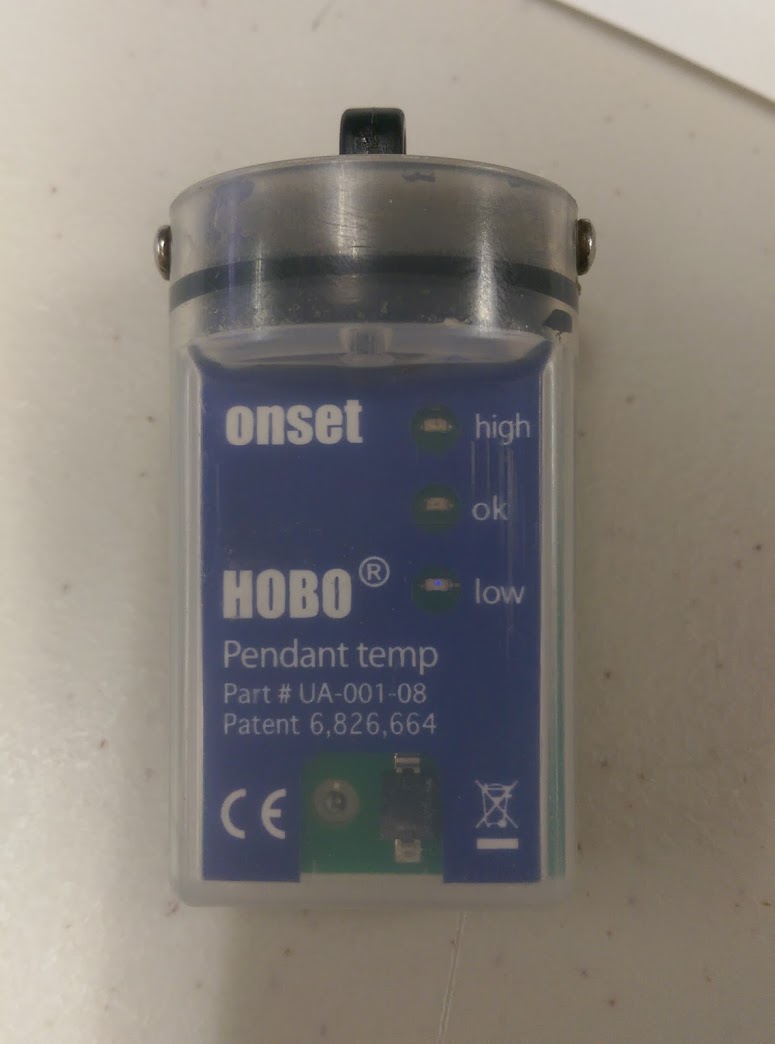 onset
high
ok
HOBO®
low
Pendant temp
Part # UA-001-08
Patent 6,826,664
CE